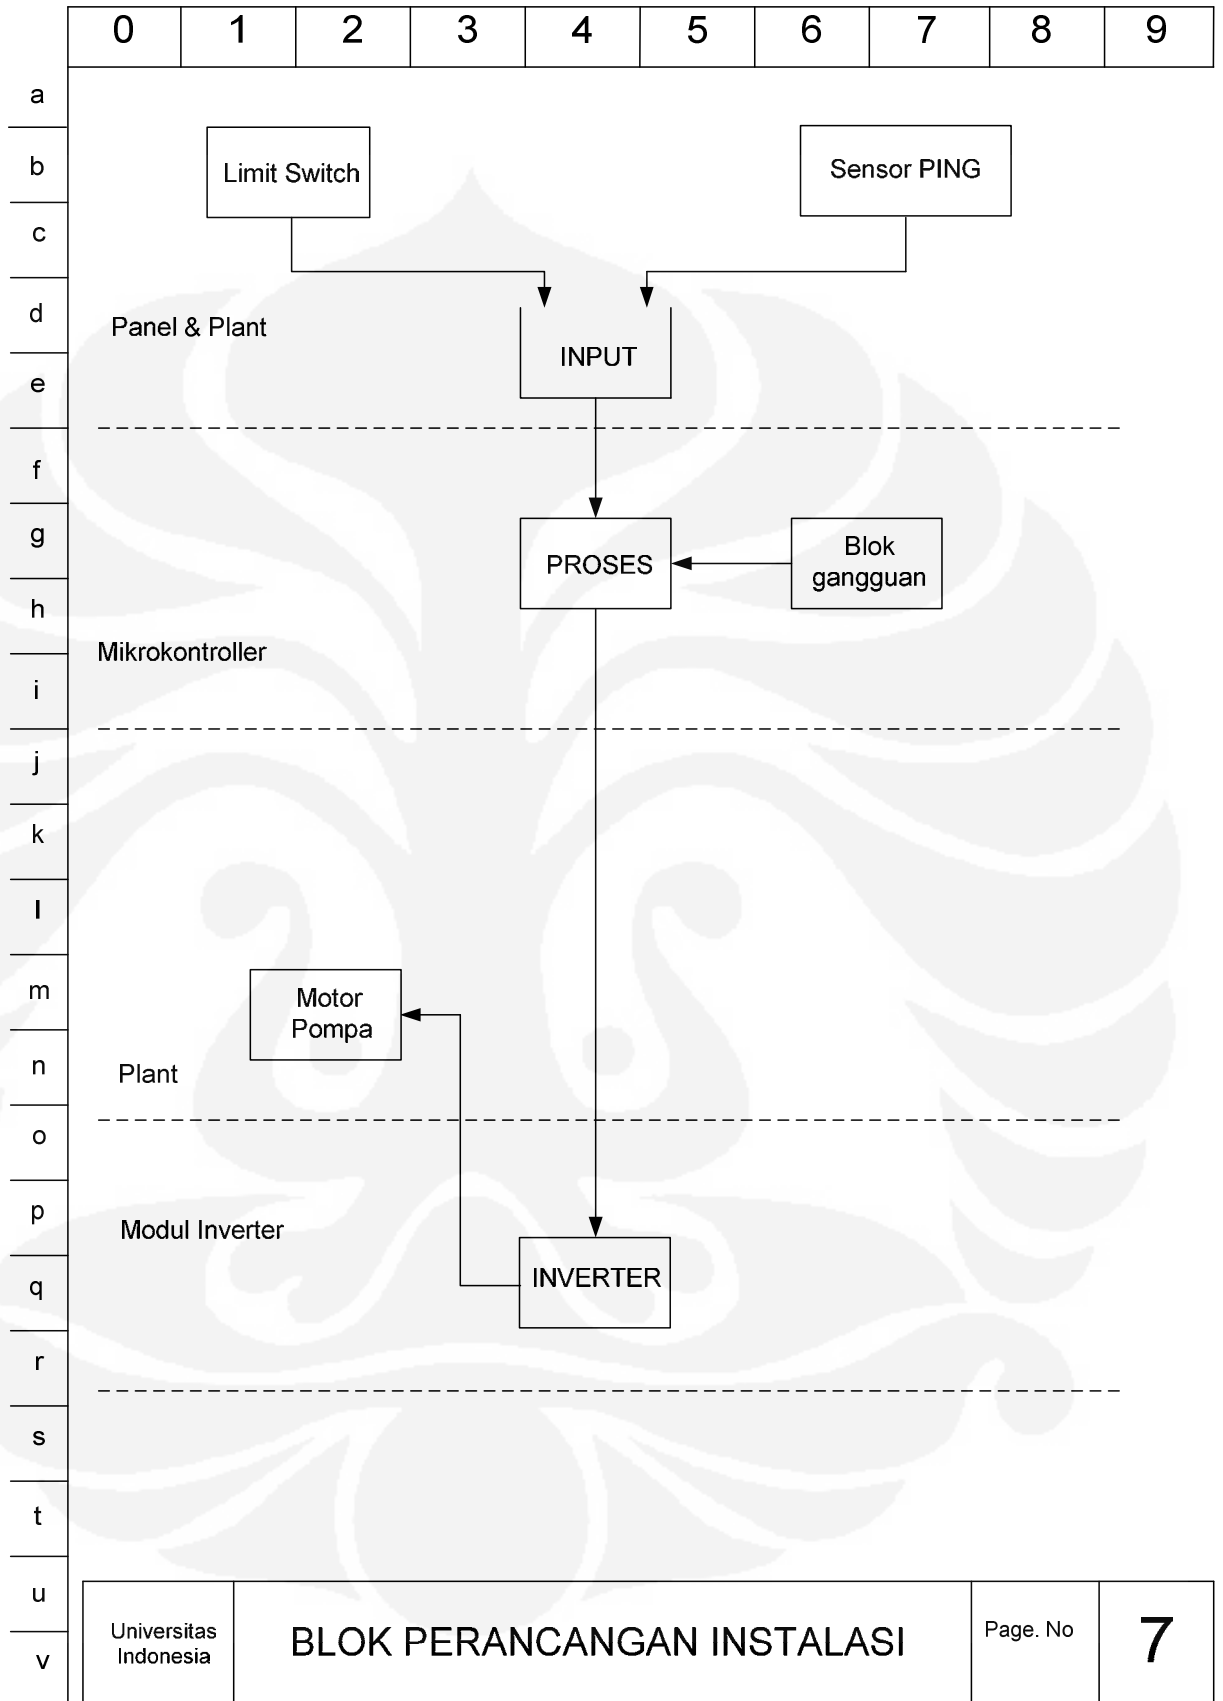 0 1 2 3 4 5 6 7 8 9
a
b
Limit Switch
Sensor PING
c
d
Panel & Plant
INPUT
e
f
g
PROSES
Blok
gangguan
h
Mikrokontroller
i
j
k
l
m
Motor
Pompa
n
Plant
o
p
Modul Inverter
q
INVERTER
r
s
t
u
v
Universitas
Indonesia
BLOK PERANCANGAN INSTALASI
Page. No
7